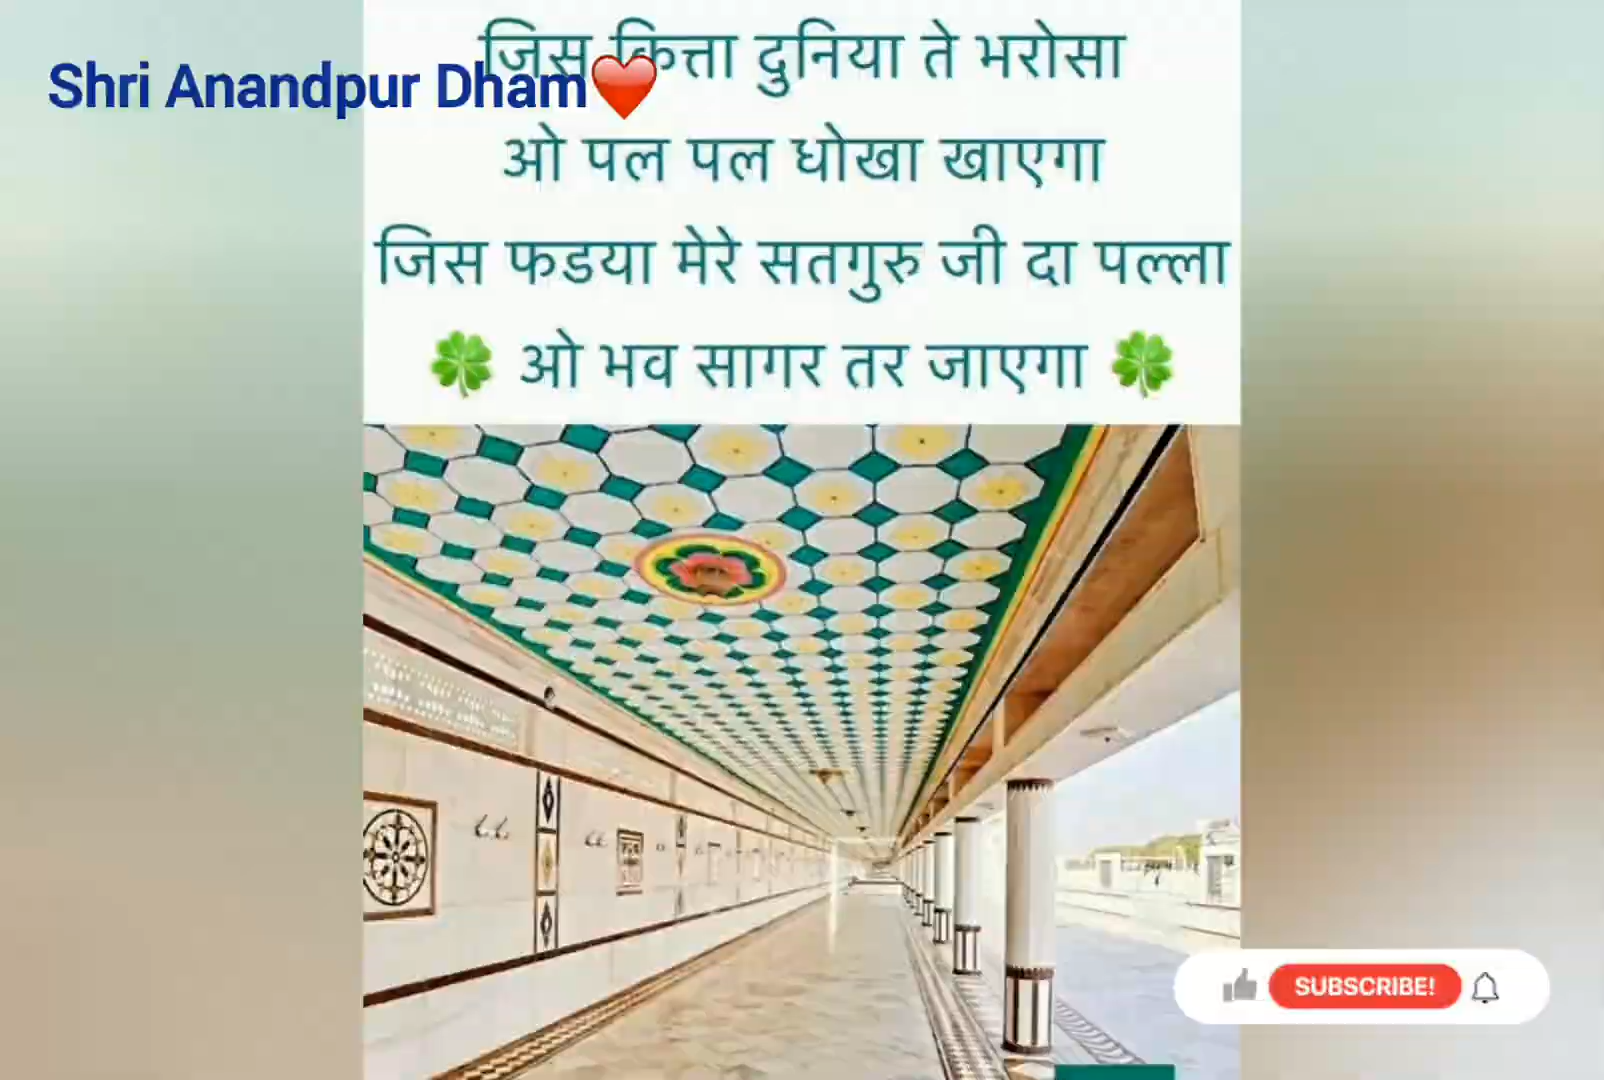 जिस कित्ता दुनिया ते भरोसा
Shri Anandpur Dham❤️
ओ पल पल धोखा खाएगा
जिस फडया मेरे सतगुरु जी दा पल्ला
🍀 ओ भव सागर तर जाएगा 🍀
SUBSCRIBE!